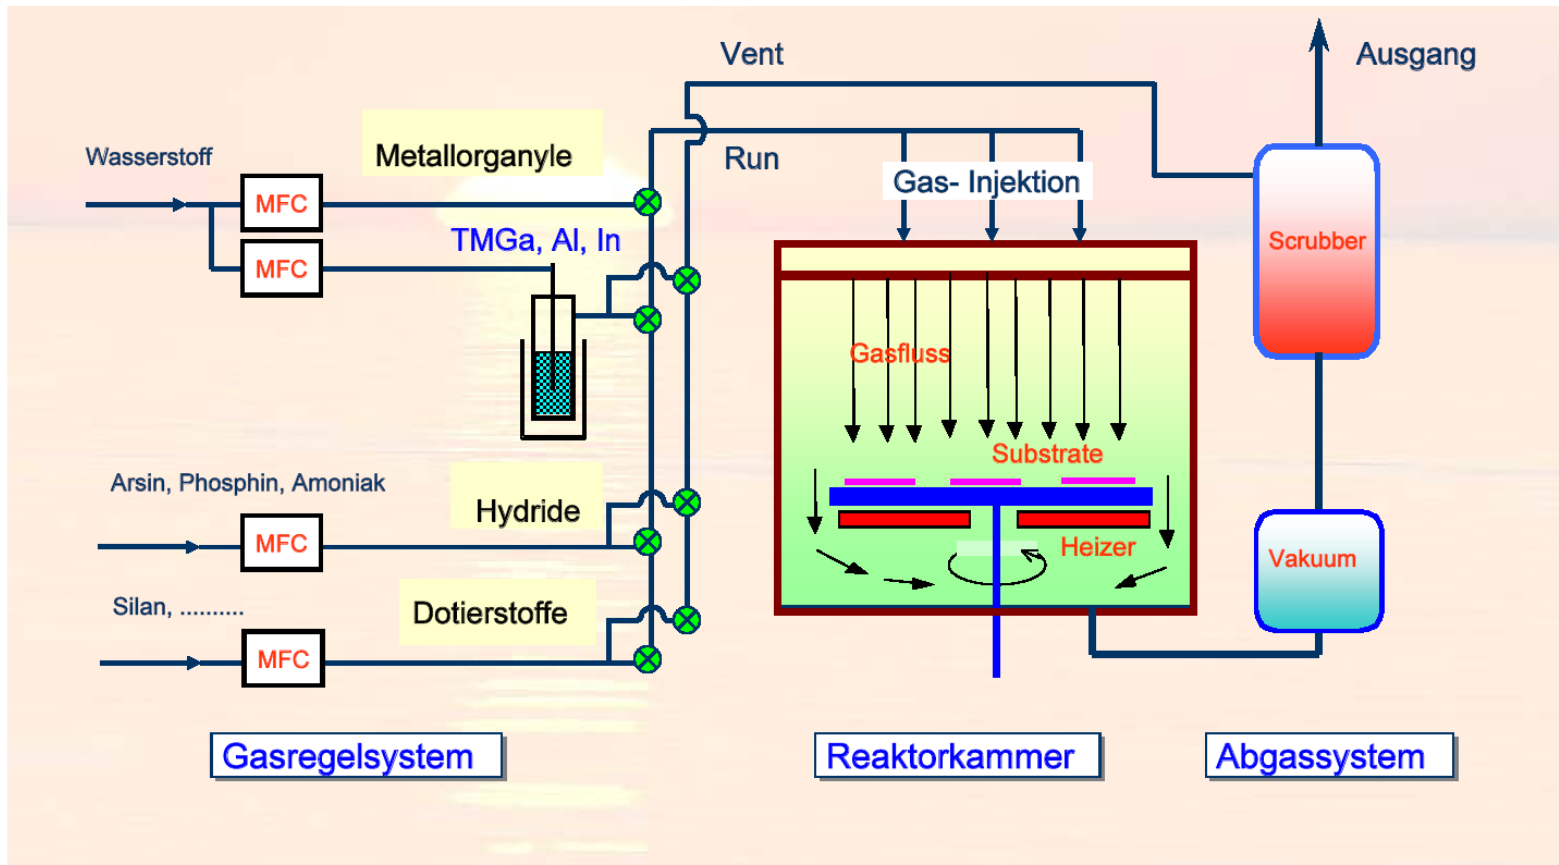 Vent
Ausgang
Wasserstoff
Metallorganyle
Run
MFC
Gas- Injektion
TMGa, Al, In
Scrubber
MFC
Gasfluss
Substrate
Arsin, Phosphin, Amoniak
Hydride
MFC
Heizer
Vakuum
Silan, ..........
Dotierstoffe
MFC
Gasregelsystem
Reaktorkammer
Abgassystem